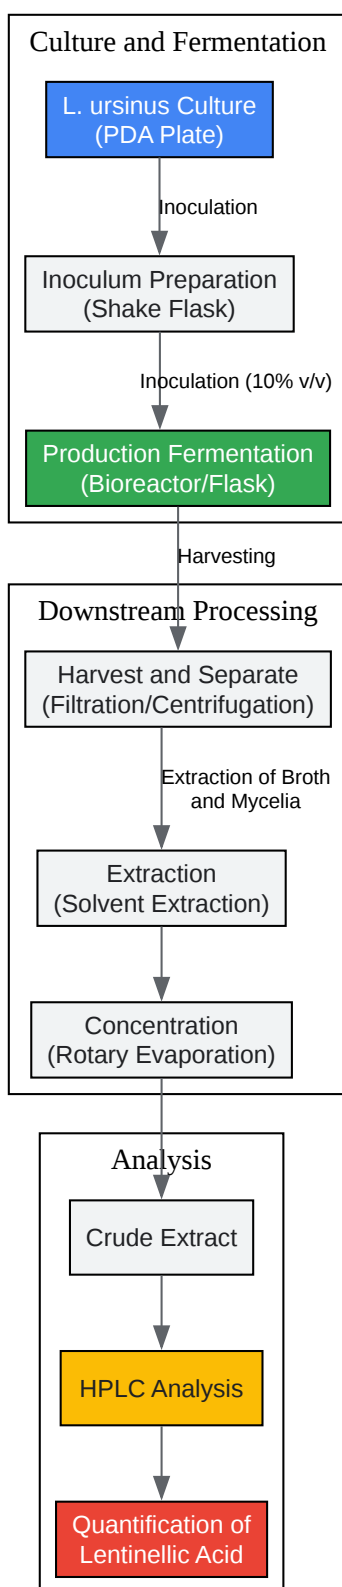 Culture and Fermentation
L. ursinus Culture
(PDA Plate)
Inoculation
Inoculum Preparation
(Shake Flask)
Inoculation (10% v/v)
Production Fermentation
(Bioreactor/Flask)
Harvesting
Downstream Processing
Harvest and Separate
(Filtration/Centrifugation)
Extraction of Broth
and Mycelia
Extraction
(Solvent Extraction)
Concentration
(Rotary Evaporation)
Analysis
Crude Extract
HPLC Analysis
Quantification of
Lentinellic Acid